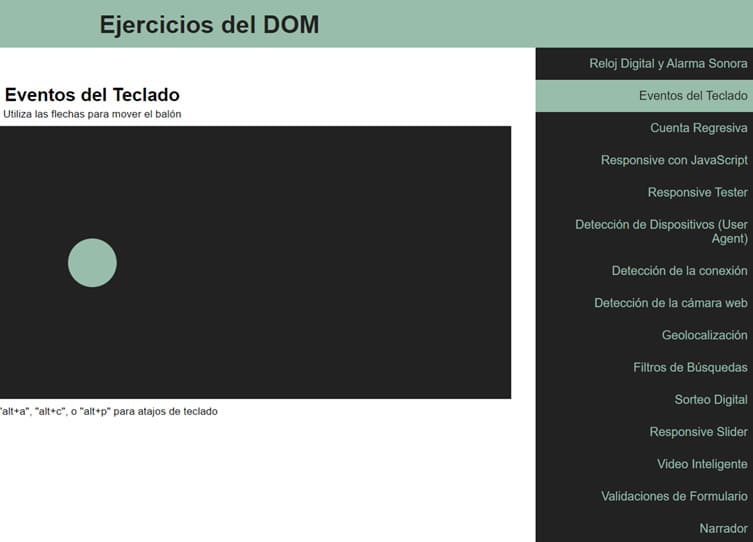 Ejercicios del DOM
Eventos del Teclado
Utiliza las flechas para mover el balón
"alt+a", "alt+c", o "alt+p" para atajos de teclado
Reloj Digital y Alarma Sonora
Eventos del Teclado
Cuenta Regresiva
Responsive con JavaScript
Responsive Tester
Detección de Dispositivos (User
Agent)
Detección de la conexión
Detección de la cámara web
Geolocalización
Filtros de Búsquedas
Sorteo Digital
Responsive Slider
Video Inteligente
Validaciones de Formulario
Narrador